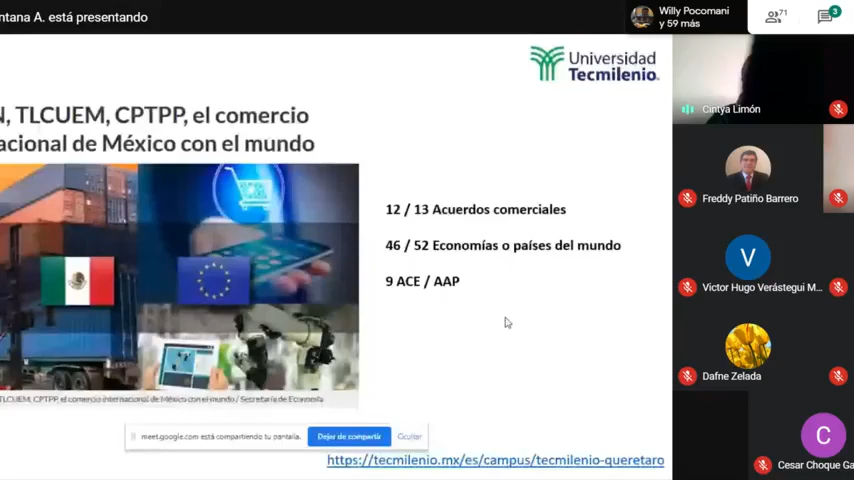 ntana A. está presentando
Willy Pocomani
y 59 más
71
3
Universidad
Tecmilenio.
N, TLCUEM, CPTPP, el comercio
acional de México con el mundo
12 / 13 Acuerdos comerciales
46 / 52 Economías o países del mundo
9 ACE / AAP
TLCUEM, CPTPP, el comercio internacional de México con el mundo / Secretaría de Economía
meet.google.com está compartiendo tu pantalla.
Dejar de compartir
Ocultar
https://tecmilenio.mx/es/campus/tecmilenio-queretaro
Cintya Limón
Freddy Patiño Barrero
V
Victor Hugo Verástegui M...
Dafne Zelada
C
Cesar Choque Ga